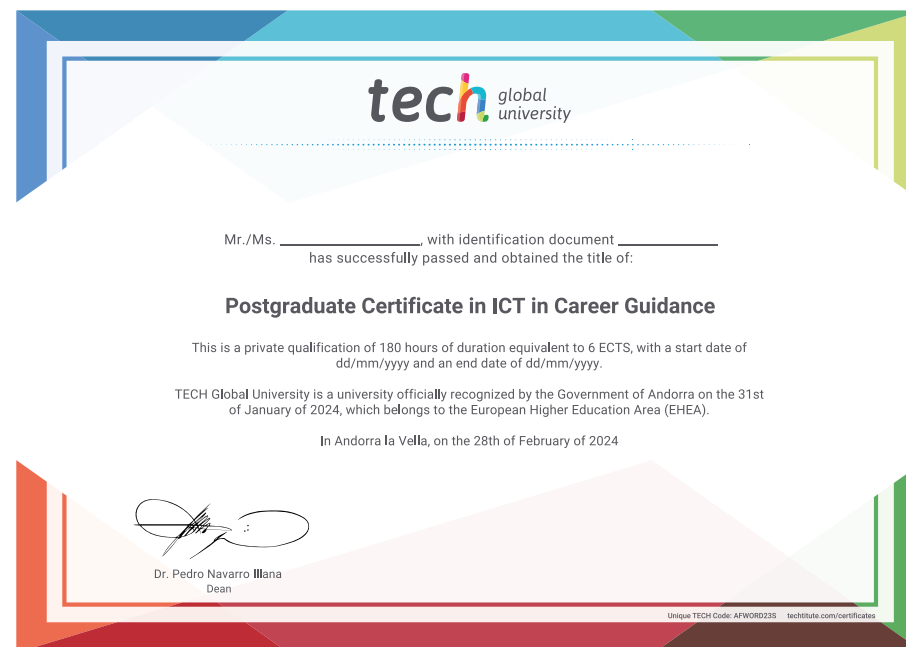 tech global
university
Mr./Ms. ____________, with identification document ____________
has successfully passed and obtained the title of:
Postgraduate Certificate in ICT in Career Guidance
This is a private qualification of 180 hours of duration equivalent to 6 ECTS, with a start date of
dd/mm/yyyy and an end date of dd/mm/yyyy.
TECH Global University is a university officially recognized by the Government of Andorra on the 31st
of January of 2024, which belongs to the European Higher Education Area (EHEA).
In Andorra la Vella, on the 28th of February of 2024
Dr. Pedro Navarro Illana
Dean
Unique TECH Code: AFWORD23S techtitute.com/certificates